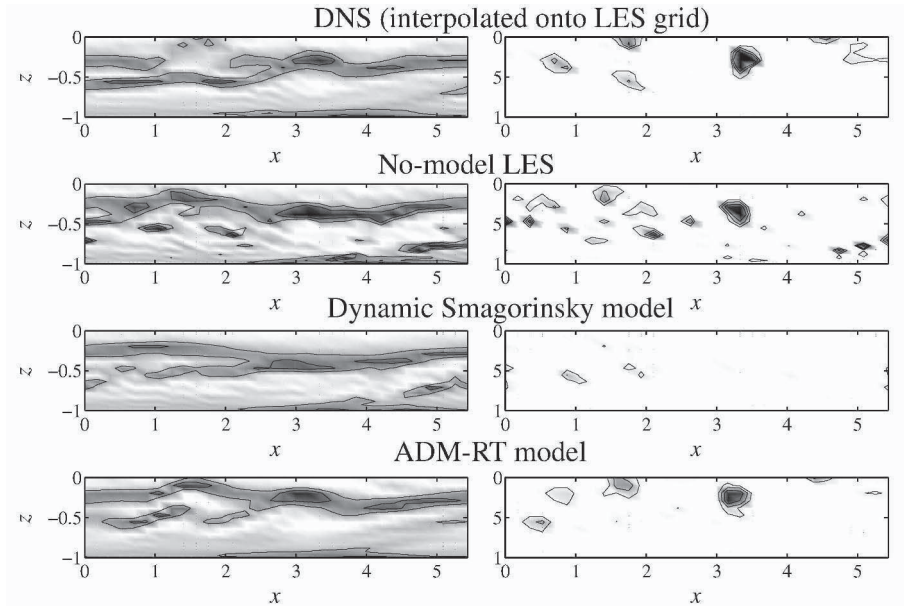 DNS (interpolated onto LES grid)
0
−0.5
−1
z
0 1 2 3 4 5
x
0
5
1
0 1 2 3 4 5
x
No-model LES
0
−0.5
−1
z
0 1 2 3 4 5
x
0
5
1
0 1 2 3 4 5
x
Dynamic Smagorinsky model
0
−0.5
−1
z
0 1 2 3 4 5
x
0
5
1
0 1 2 3 4 5
x
ADM-RT model
0
−0.5
−1
z
0 1 2 3 4 5
x
0
5
1
0 1 2 3 4 5
x